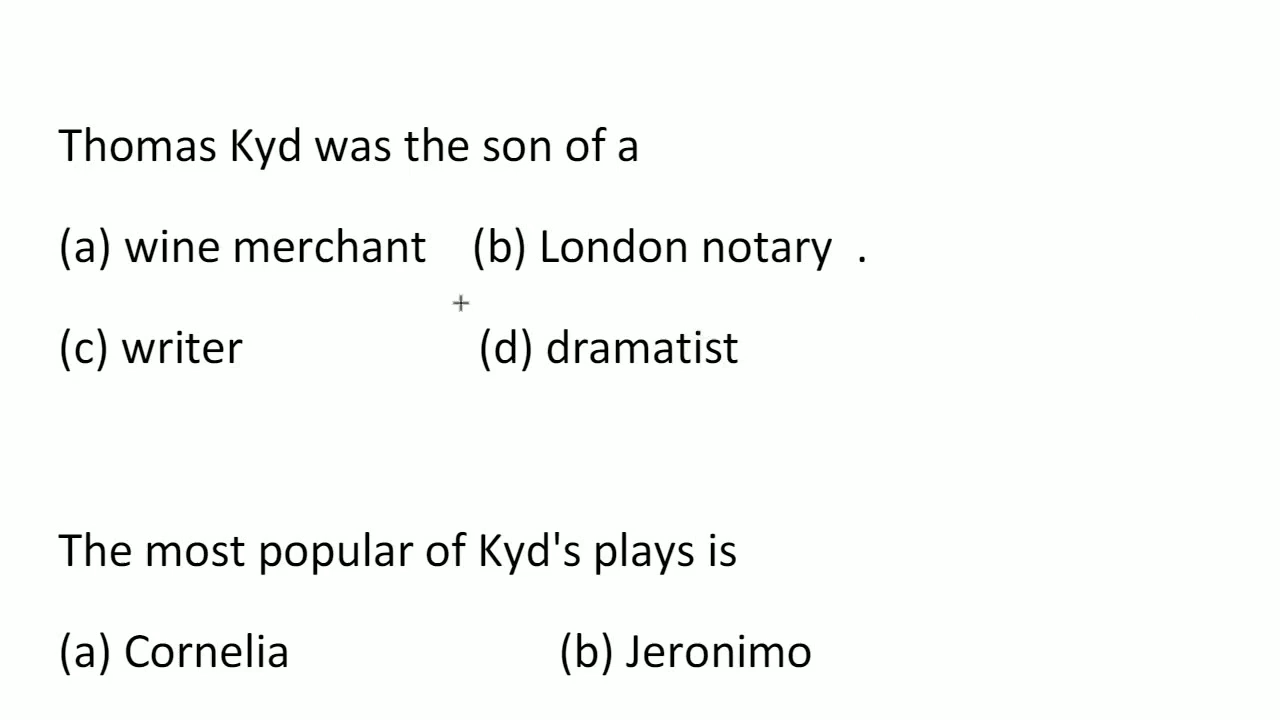 Thomas Kyd was the son of a
(a) wine merchant (b) London notary .
(c) writer (d) dramatist
The most popular of Kyd's plays is
(a) Cornelia (b) Jeronimo